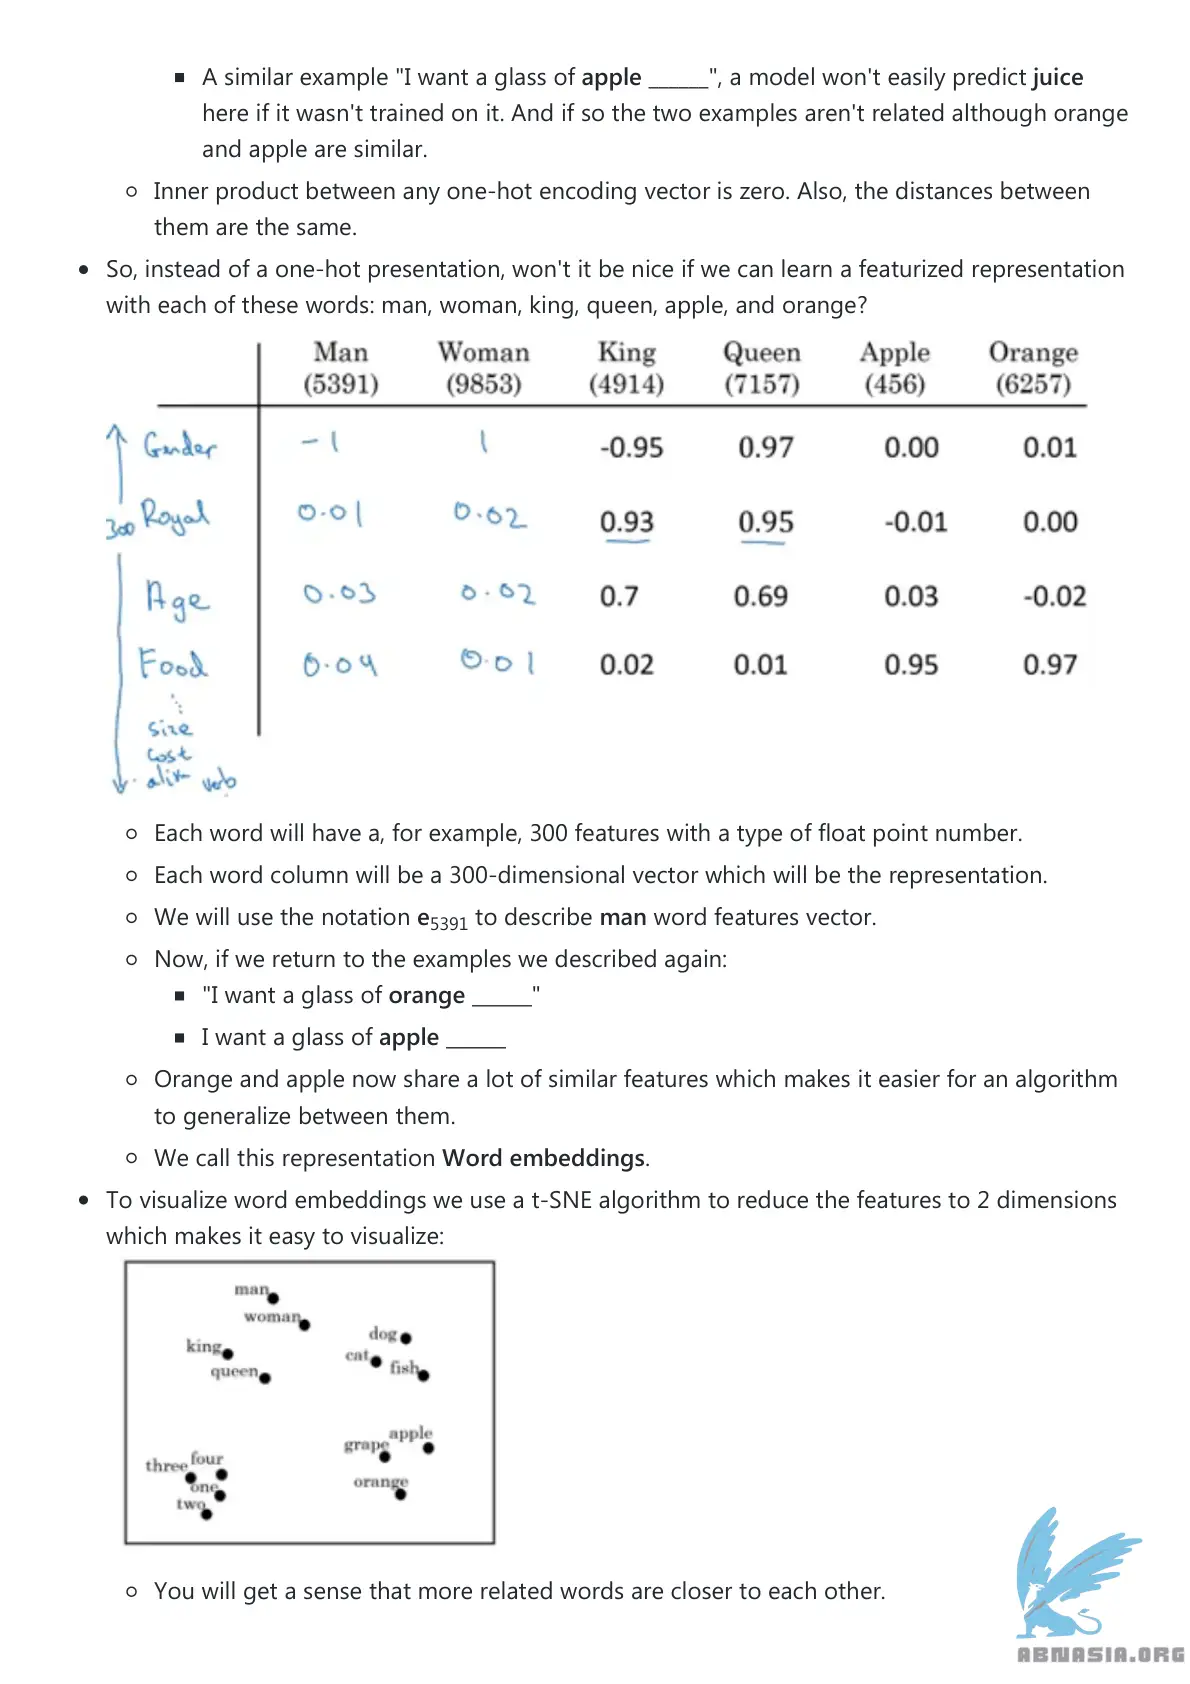 A similar example "I want a glass of apple ______", a model won't easily predict juice
here if it wasn't trained on it. And if so the two examples aren't related although orange
and apple are similar.
Inner product between any one-hot encoding vector is zero. Also, the distances between
them are the same.
So, instead of a one-hot presentation, won't it be nice if we can learn a featurized representation
with each of these words: man, woman, king, queen, apple, and orange?
Man Woman King Queen Apple Orange
(5391) (9853) (4914) (7157) (456) (6257)
Gender -1 1 -0.95 0.97 0.00 0.01
300 Royal 0.01 0.02 0.93 0.95 -0.01 0.00
Age 0.03 0.02 0.7 0.69 0.03 -0.02
Food 0.04 0.01 0.02 0.01 0.95 0.97
size
cost
verb
Each word will have a, for example, 300 features with a type of float point number.
Each word column will be a 300-dimensional vector which will be the representation.
We will use the notation e5391 to describe man word features vector.
Now, if we return to the examples we described again:
"I want a glass of orange ______"
I want a glass of apple ______
Orange and apple now share a lot of similar features which makes it easier for an algorithm
to generalize between them.
We call this representation Word embeddings.
To visualize word embeddings we use a t-SNE algorithm to reduce the features to 2 dimensions
which makes it easy to visualize:
man
woman
dog
king
cat
fish
queen
apple
grape
four
three
orange
one
two
You will get a sense that more related words are closer to each other.
ABNASIA.ORG